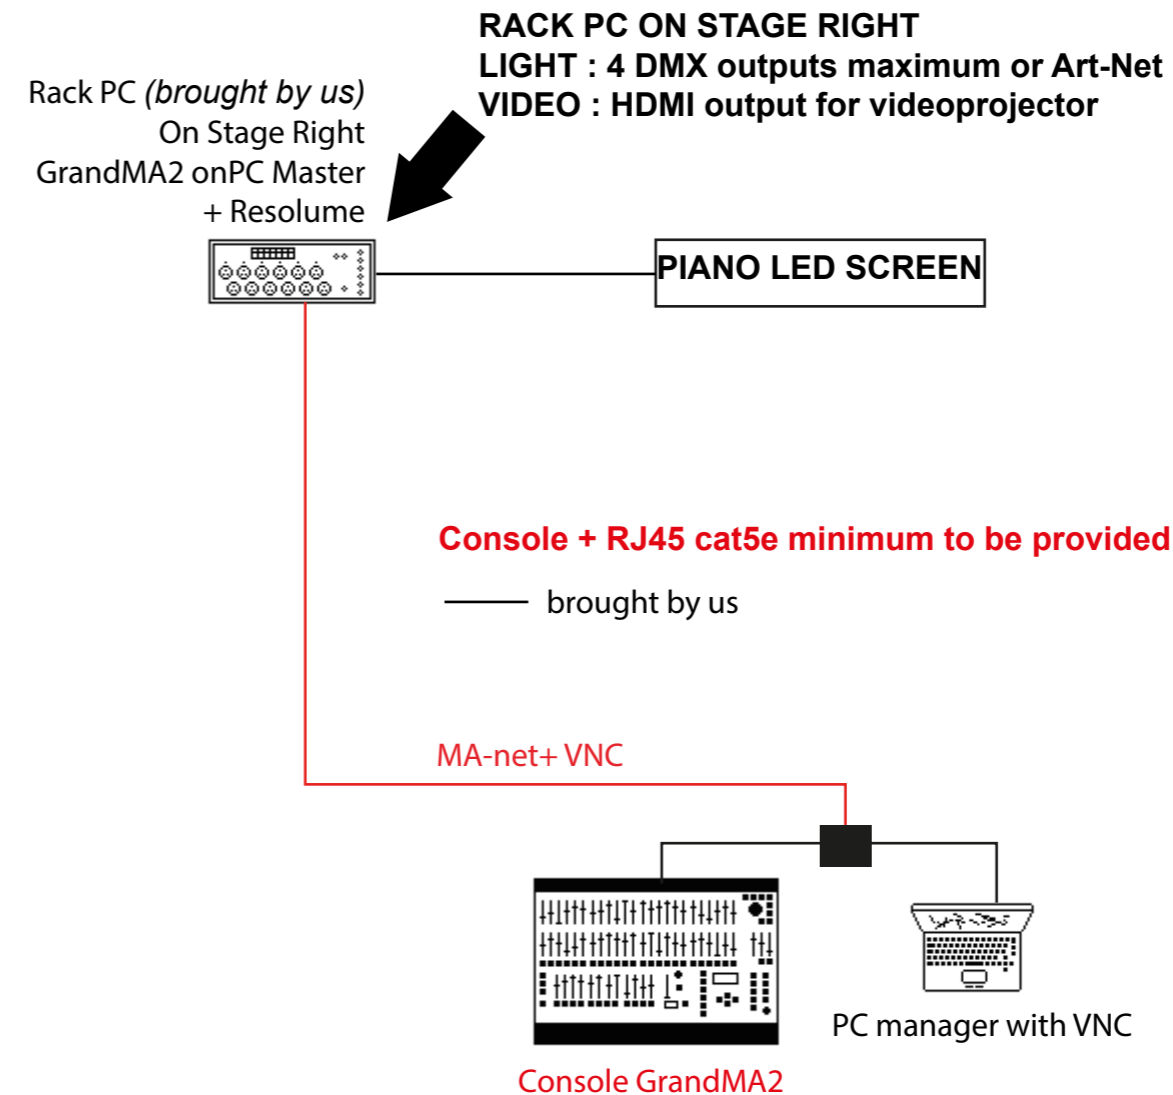 RACK PC ON STAGE RIGHT
LIGHT : 4 DMX outputs maximum or Art-Net
VIDEO : HDMI output for videoprojector
Rack PC (brought by us)
On Stage Right
GrandMA2 onPC Master
+ Resolume
PIANO LED SCREEN
Console + RJ45 cat5e minimum to be provided
brought by us
MA-net+ VNC
PC manager with VNC
Console GrandMA2